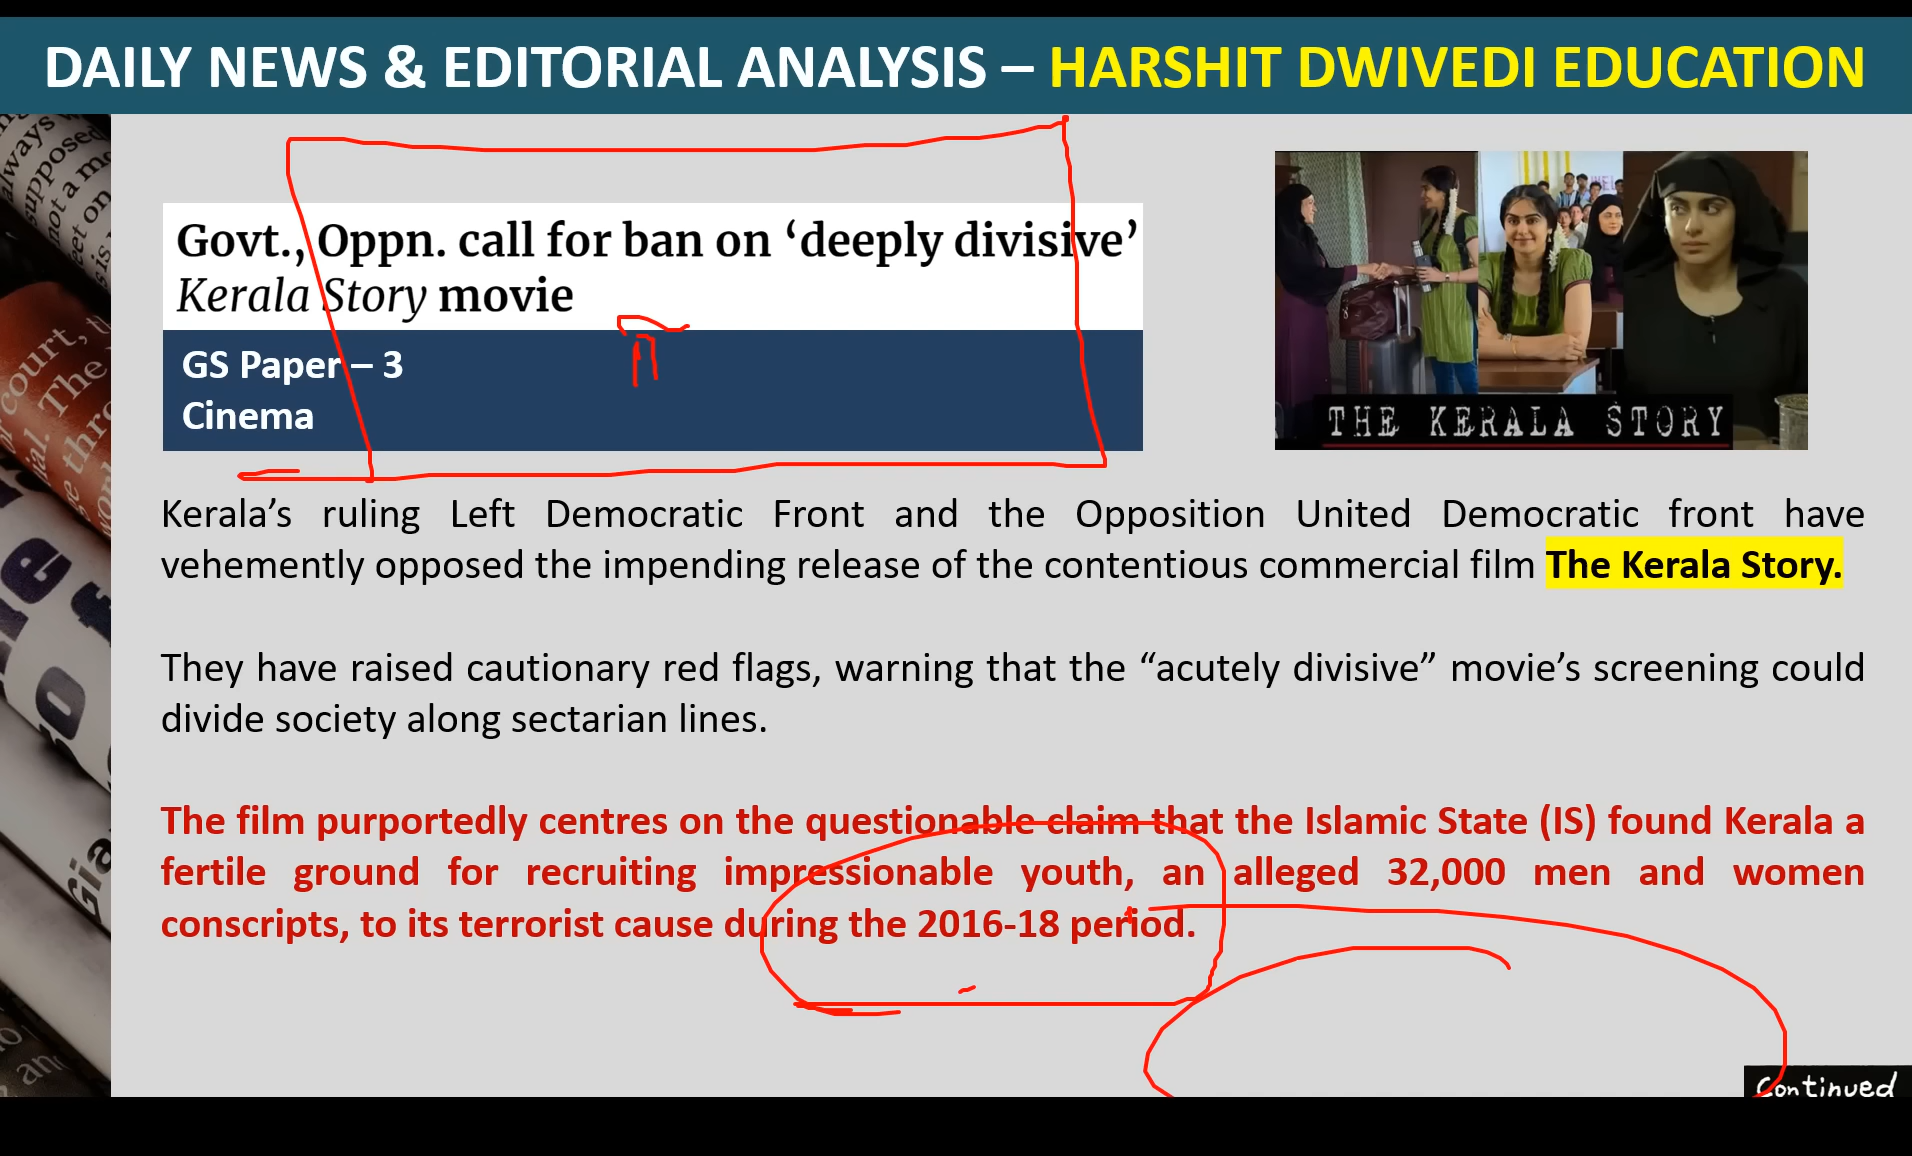 DAILY NEWS & EDITORIAL ANALYSIS – HARSHIT DWIVEDI EDUCATION
Govt., Oppn. call for ban on ‘deeply divisive’
Kerala Story movie
GS Paper – 3
Cinema
THE KERALA STORY
Kerala’s ruling Left Democratic Front and the Opposition United Democratic front have
vehemently opposed the impending release of the contentious commercial film The Kerala Story.
They have raised cautionary red flags, warning that the “acutely divisive” movie’s screening could
divide society along sectarian lines.
The film purportedly centres on the questionable claim that the Islamic State (IS) found Kerala a
fertile ground for recruiting impressionable youth, an alleged 32,000 men and women
conscripts, to its terrorist cause during the 2016-18 period.
Continued